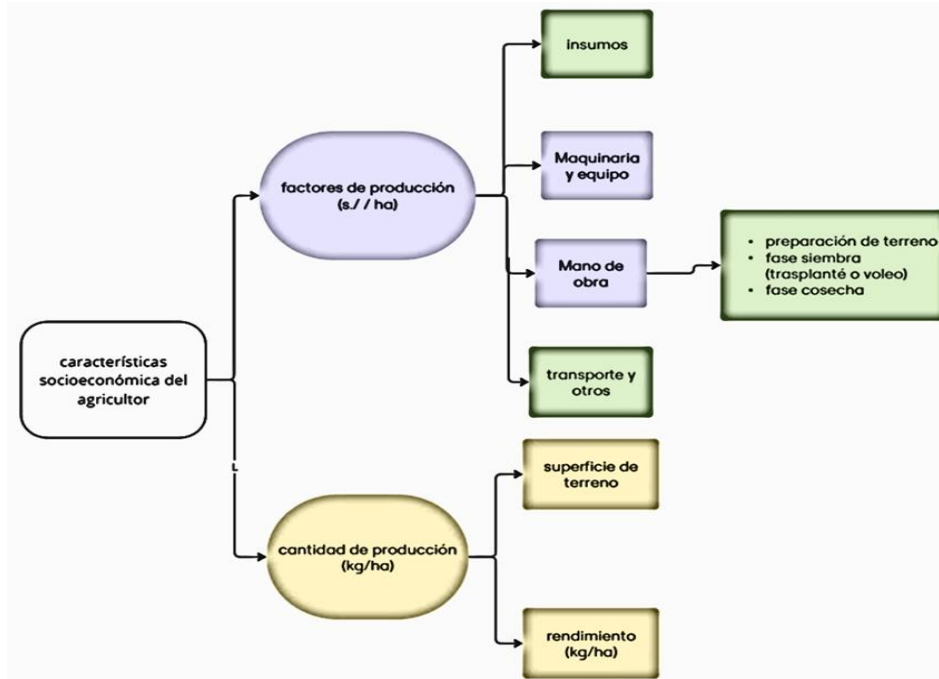 insumos
Maquinaria
y equipo
factores de producción
(s./ / ha)
Mano de
obra
• preparación de terreno
• fase siembra
(trasplanté o voleo)
• fase cosecha
características
socioeconómica del
agricultor
transporte y
otros
L
superficie de
terreno
cantidad de producción
(kg/ha)
rendimiento
(kg/ha)